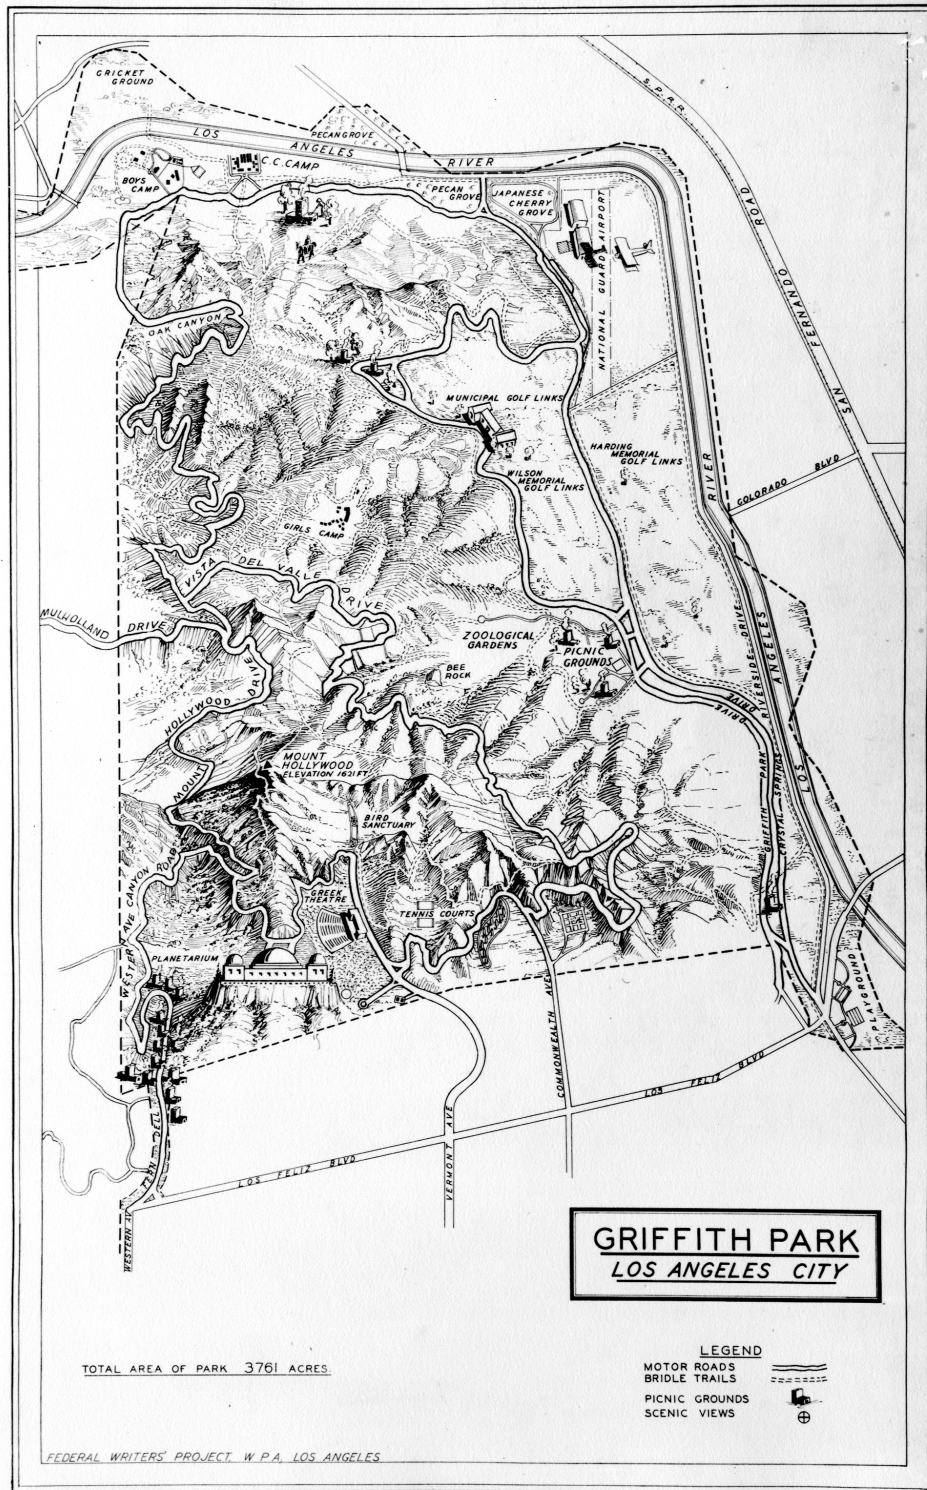 CRICKET
GROUND
S. P. R.R.
LOS ANGELES RIVER
PECAN GROVE
C.C. CAMP
BOYS
CAMP
PECAN
GROVE
JAPANESE
CHERRY
GROVE
NATIONAL GUARD AIRPORT
SAN FERNANDO ROAD
OAK CANYON
MUNICIPAL GOLF LINKS
HARDING
MEMORIAL
GOLF LINKS
WILSON
MEMORIAL
GOLF LINKS
RIVER
COLORADO BLVD
GIRLS CAMP
VISTA DEL VALLE DRIVE
MULHOLLAND DRIVE
ZOOLOGICAL
GARDENS
PICNIC
GROUNDS
BEE
ROCK
MOUNT HOLLYWOOD DRIVE
RIVERSIDE DRIVE
LOS ANGELES
GRIFFITH PARK DRIVE
CRYSTAL SPRINGS DRIVE
MOUNT
HOLLYWOOD
ELEVATION 1621 FT.
BIRD
SANCTUARY
WESTERN AVE CANYON ROAD
GREEK
THEATRE
TENNIS COURTS
PLANETARIUM
PLAYGROUND
COMMONWEALTH AVE
LOS FELIZ BLVD
VERMONT AVE
LOS FELIZ BLVD
DELL
WESTERN AV
GRIFFITH PARK
LOS ANGELES CITY
TOTAL AREA OF PARK 3761 ACRES
LEGEND
MOTOR ROADS
BRIDLE TRAILS
PICNIC GROUNDS
SCENIC VIEWS
FEDERAL WRITERS' PROJECT, W P A, LOS ANGELES